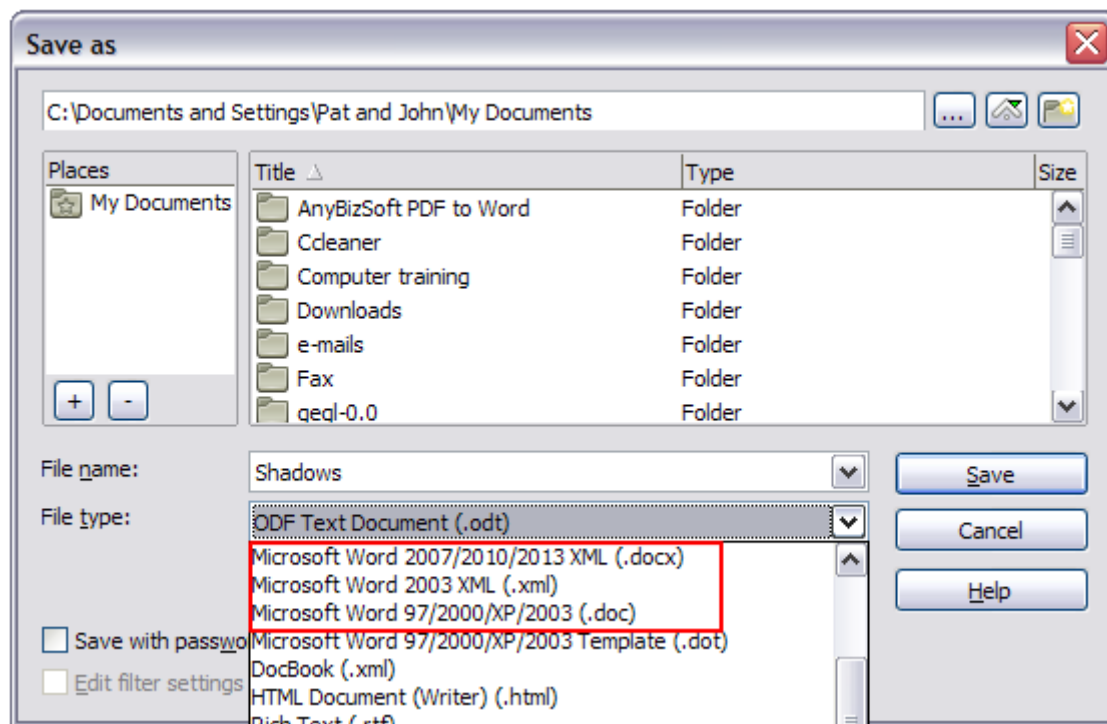 Save as
C:\Documents and Settings\Pat and John\My Documents
...
Places
Title Type Size
My Documents
AnyBizSoft PDF to Word Folder
Ccleaner Folder
Computer training Folder
Downloads Folder
e-mails Folder
Fax Folder
gegl-0.0 Folder
+ -
File name: Shadows Save
File type: ODF Text Document (.odt) Cancel
Microsoft Word 2007/2010/2013 XML (.docx)
Microsoft Word 2003 XML (.xml) Help
Microsoft Word 97/2000/XP/2003 (.doc)
Save with passwo Microsoft Word 97/2000/XP/2003 Template (.dot)
DocBook (.xml)
Edit filter settings HTML Document (Writer) (.html)
Rich Text (.rtf)